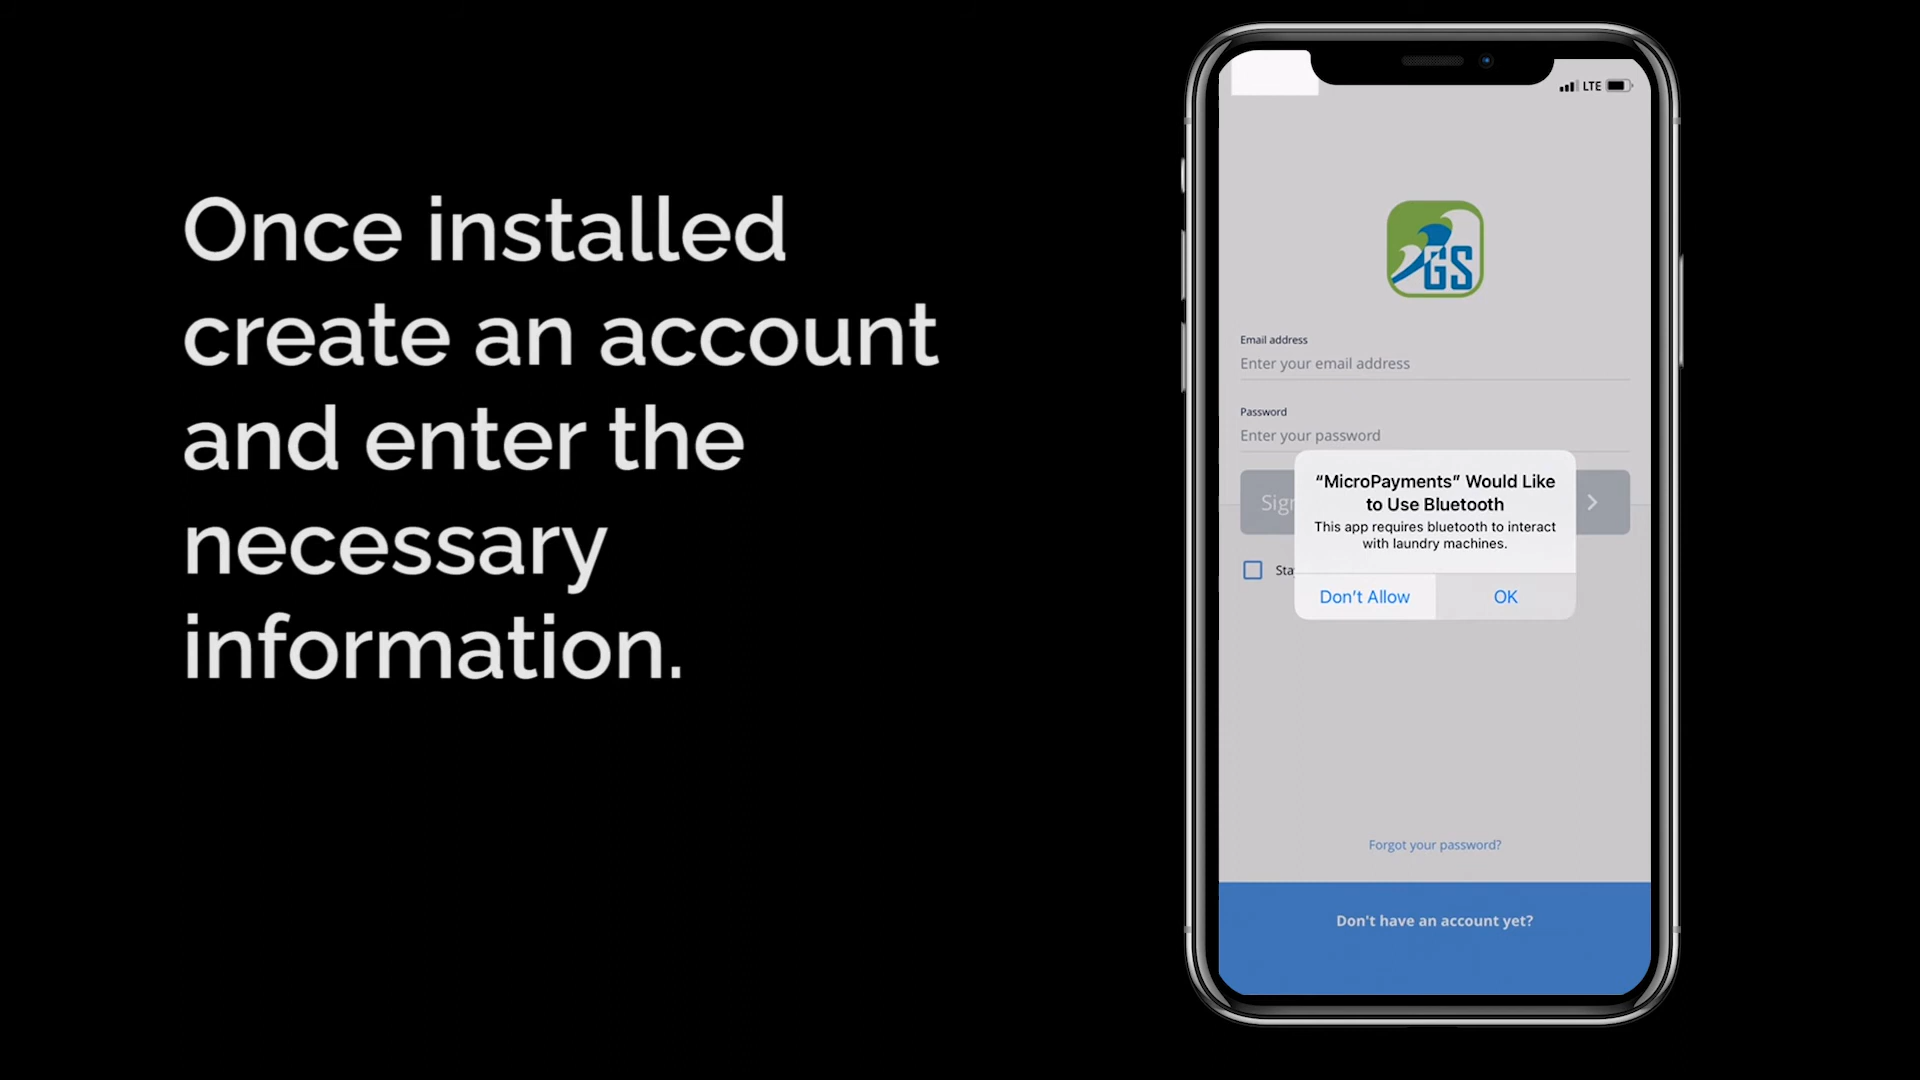 Once installed
create an account
and enter the
necessary
information.
LTE
GS
Email address
Enter your email address
Password
Enter your password
“MicroPayments” Would Like
to Use Bluetooth
This app requires bluetooth to interact
with laundry machines.
Don’t Allow
OK
Forgot your password?
Don't have an account yet?